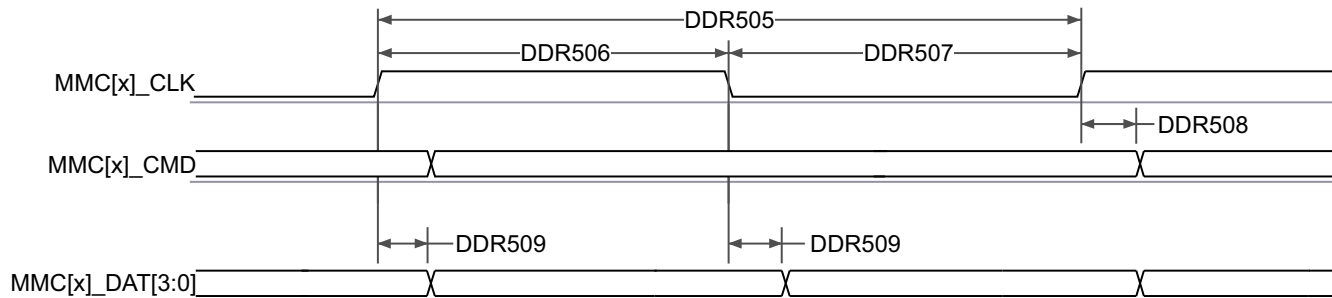 DDR505
DDR506 DDR507
MMC[x]_CLK
DDR508
MMC[x]_CMD
DDR509 DDR509
MMC[x]_DAT[3:0]